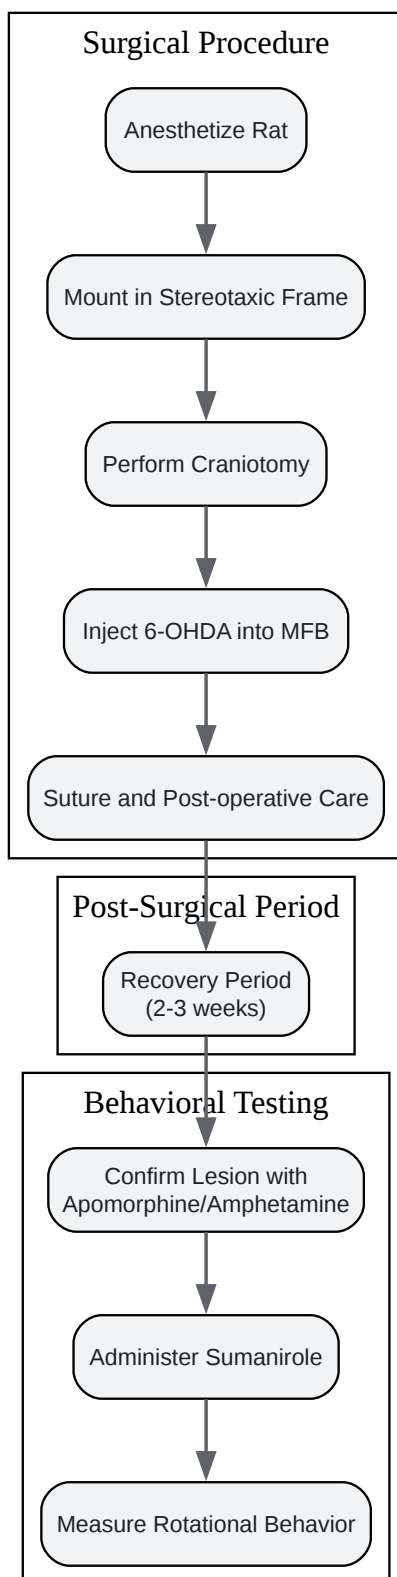 Surgical Procedure
Anesthetize Rat
Mount in Stereotaxic Frame
Perform Craniotomy
Inject 6-OHDA into MFB
Suture and Post-operative Care
Post-Surgical Period
Recovery Period
(2-3 weeks)
Behavioral Testing
Confirm Lesion with
Apomorphine/Amphetamine
Administer Sumanirole
Measure Rotational Behavior